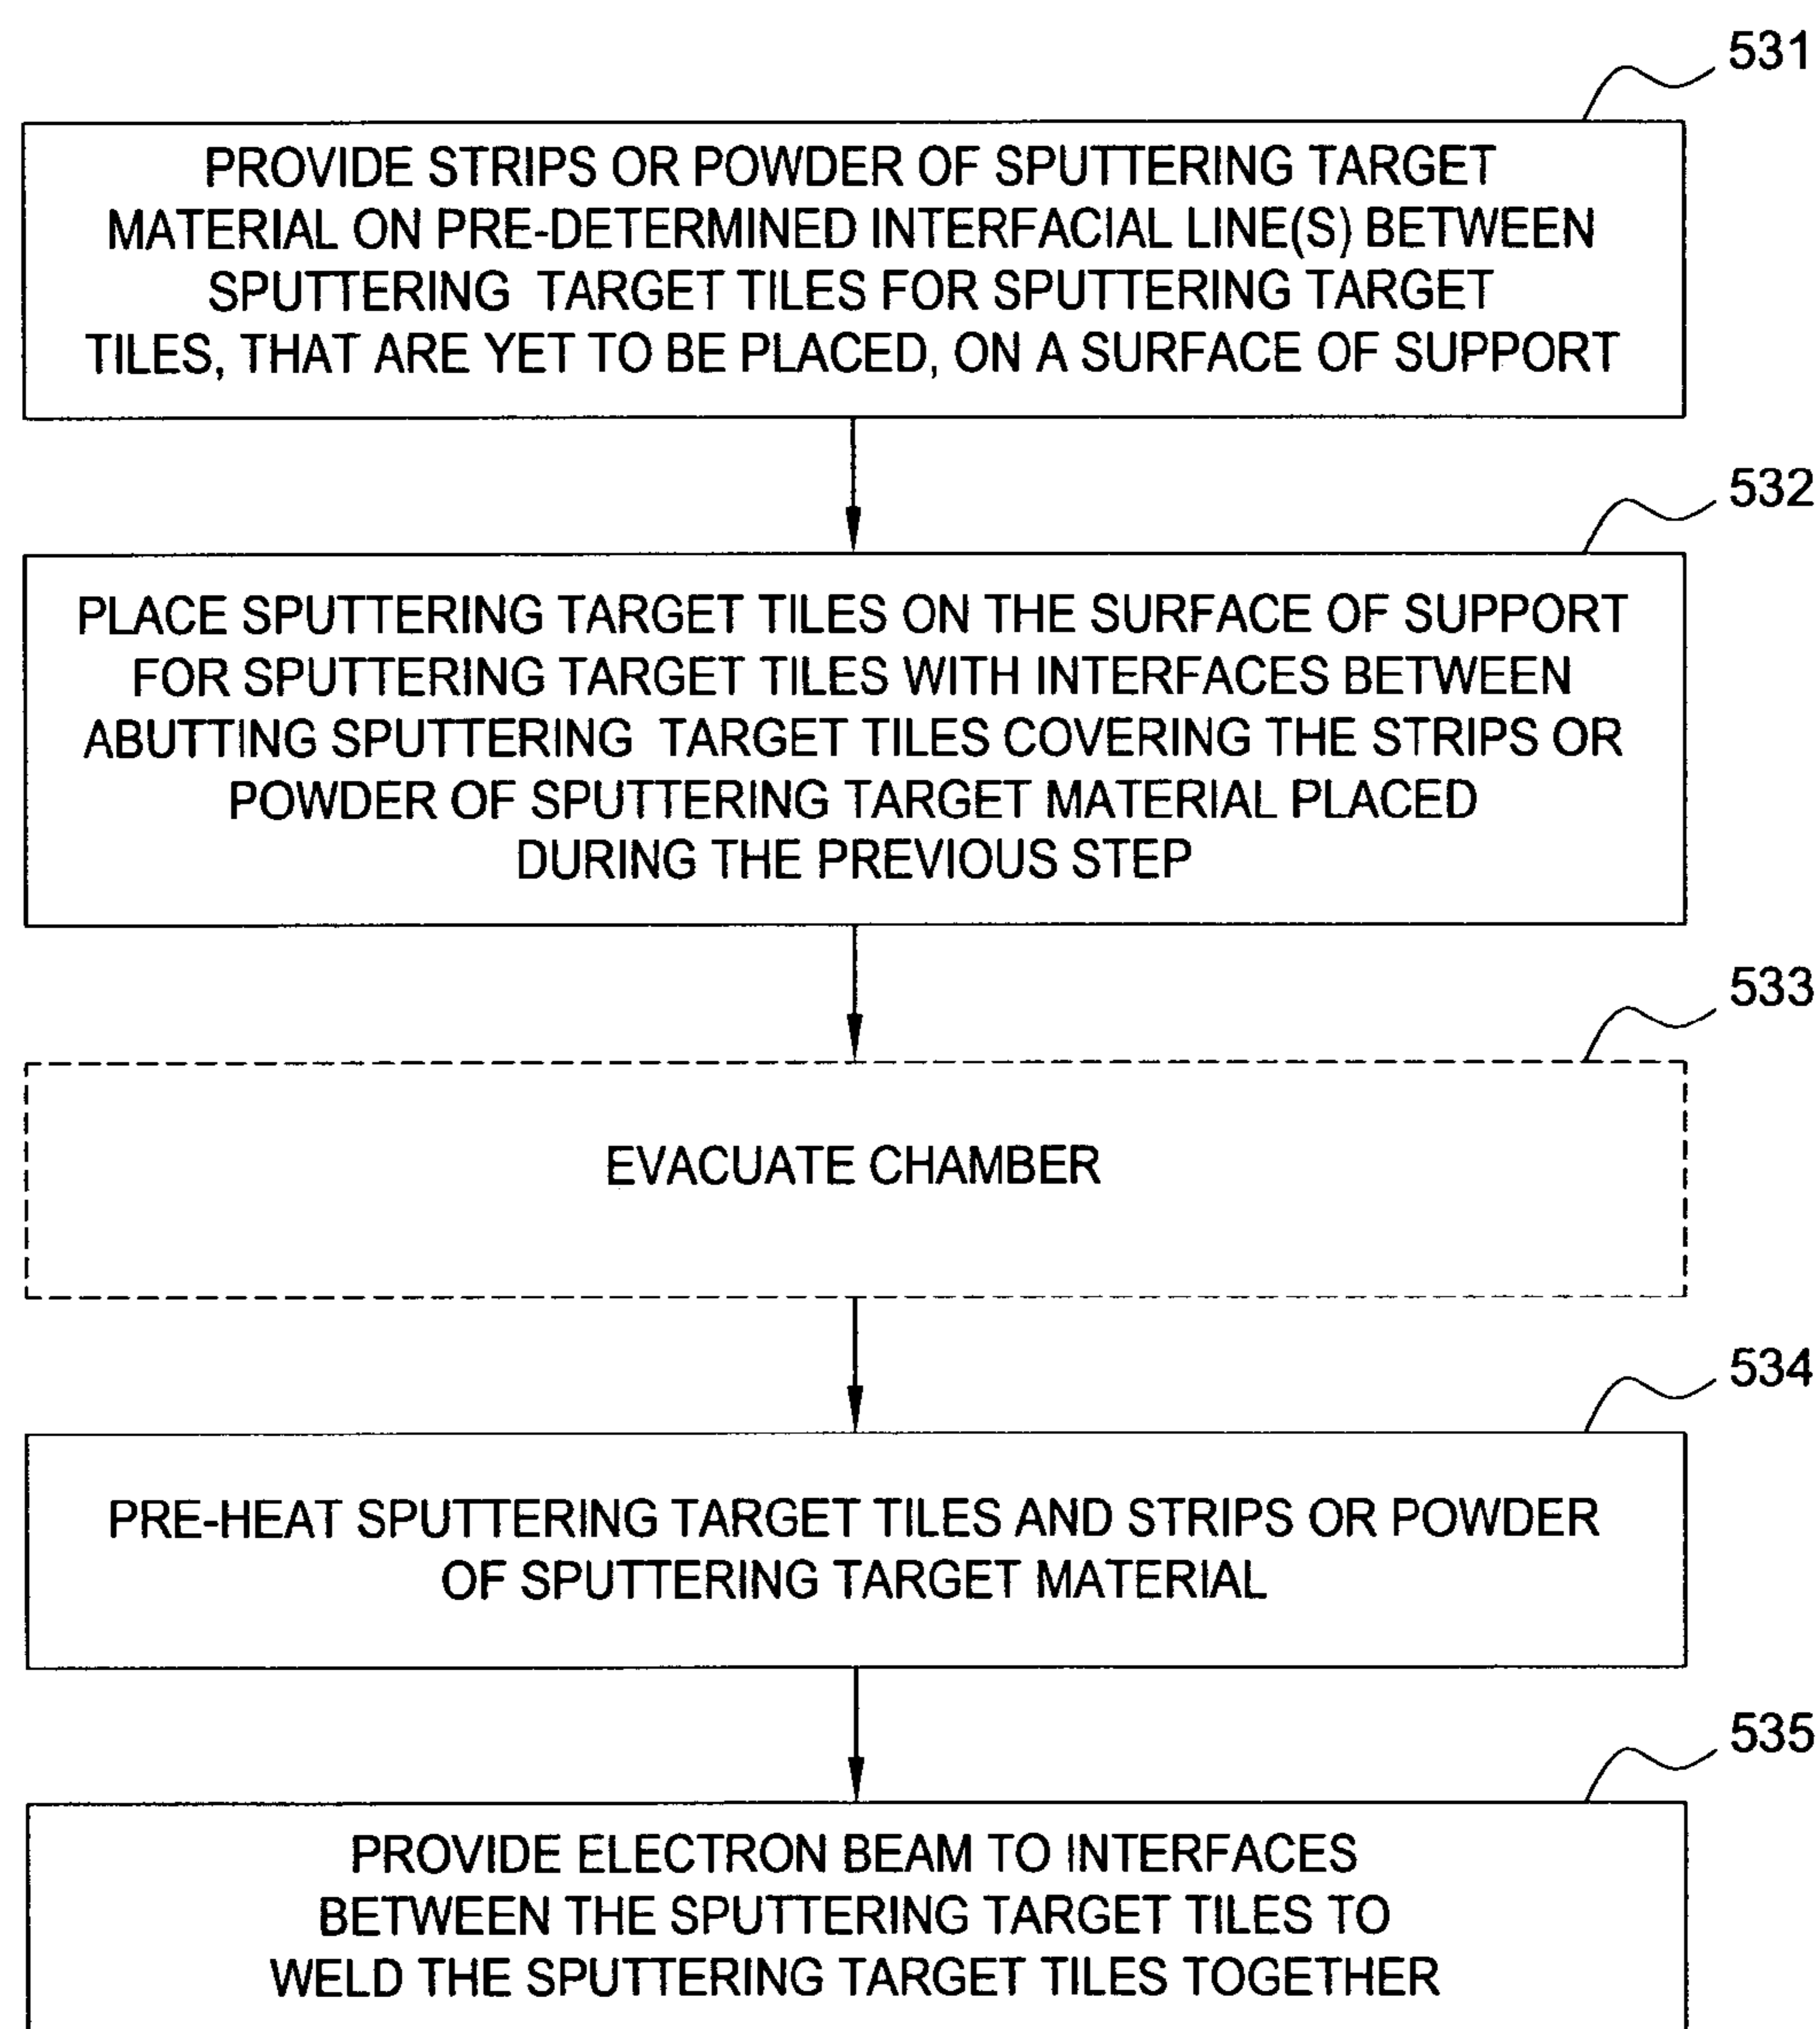 531
PROVIDE STRIPS OR POWDER OF SPUTTERING TARGET
MATERIAL ON PRE-DETERMINED INTERFACIAL LINE(S) BETWEEN
SPUTTERING TARGET TILES FOR SPUTTERING TARGET
TILES, THAT ARE YET TO BE PLACED, ON A SURFACE OF SUPPORT
532
PLACE SPUTTERING TARGET TILES ON THE SURFACE OF SUPPORT
FOR SPUTTERING TARGET TILES WITH INTERFACES BETWEEN
ABUTTING SPUTTERING TARGET TILES COVERING THE STRIPS OR
POWDER OF SPUTTERING TARGET MATERIAL PLACED
DURING THE PREVIOUS STEP
533
EVACUATE CHAMBER
534
PRE-HEAT SPUTTERING TARGET TILES AND STRIPS OR POWDER
OF SPUTTERING TARGET MATERIAL
535
PROVIDE ELECTRON BEAM TO INTERFACES
BETWEEN THE SPUTTERING TARGET TILES TO
WELD THE SPUTTERING TARGET TILES TOGETHER